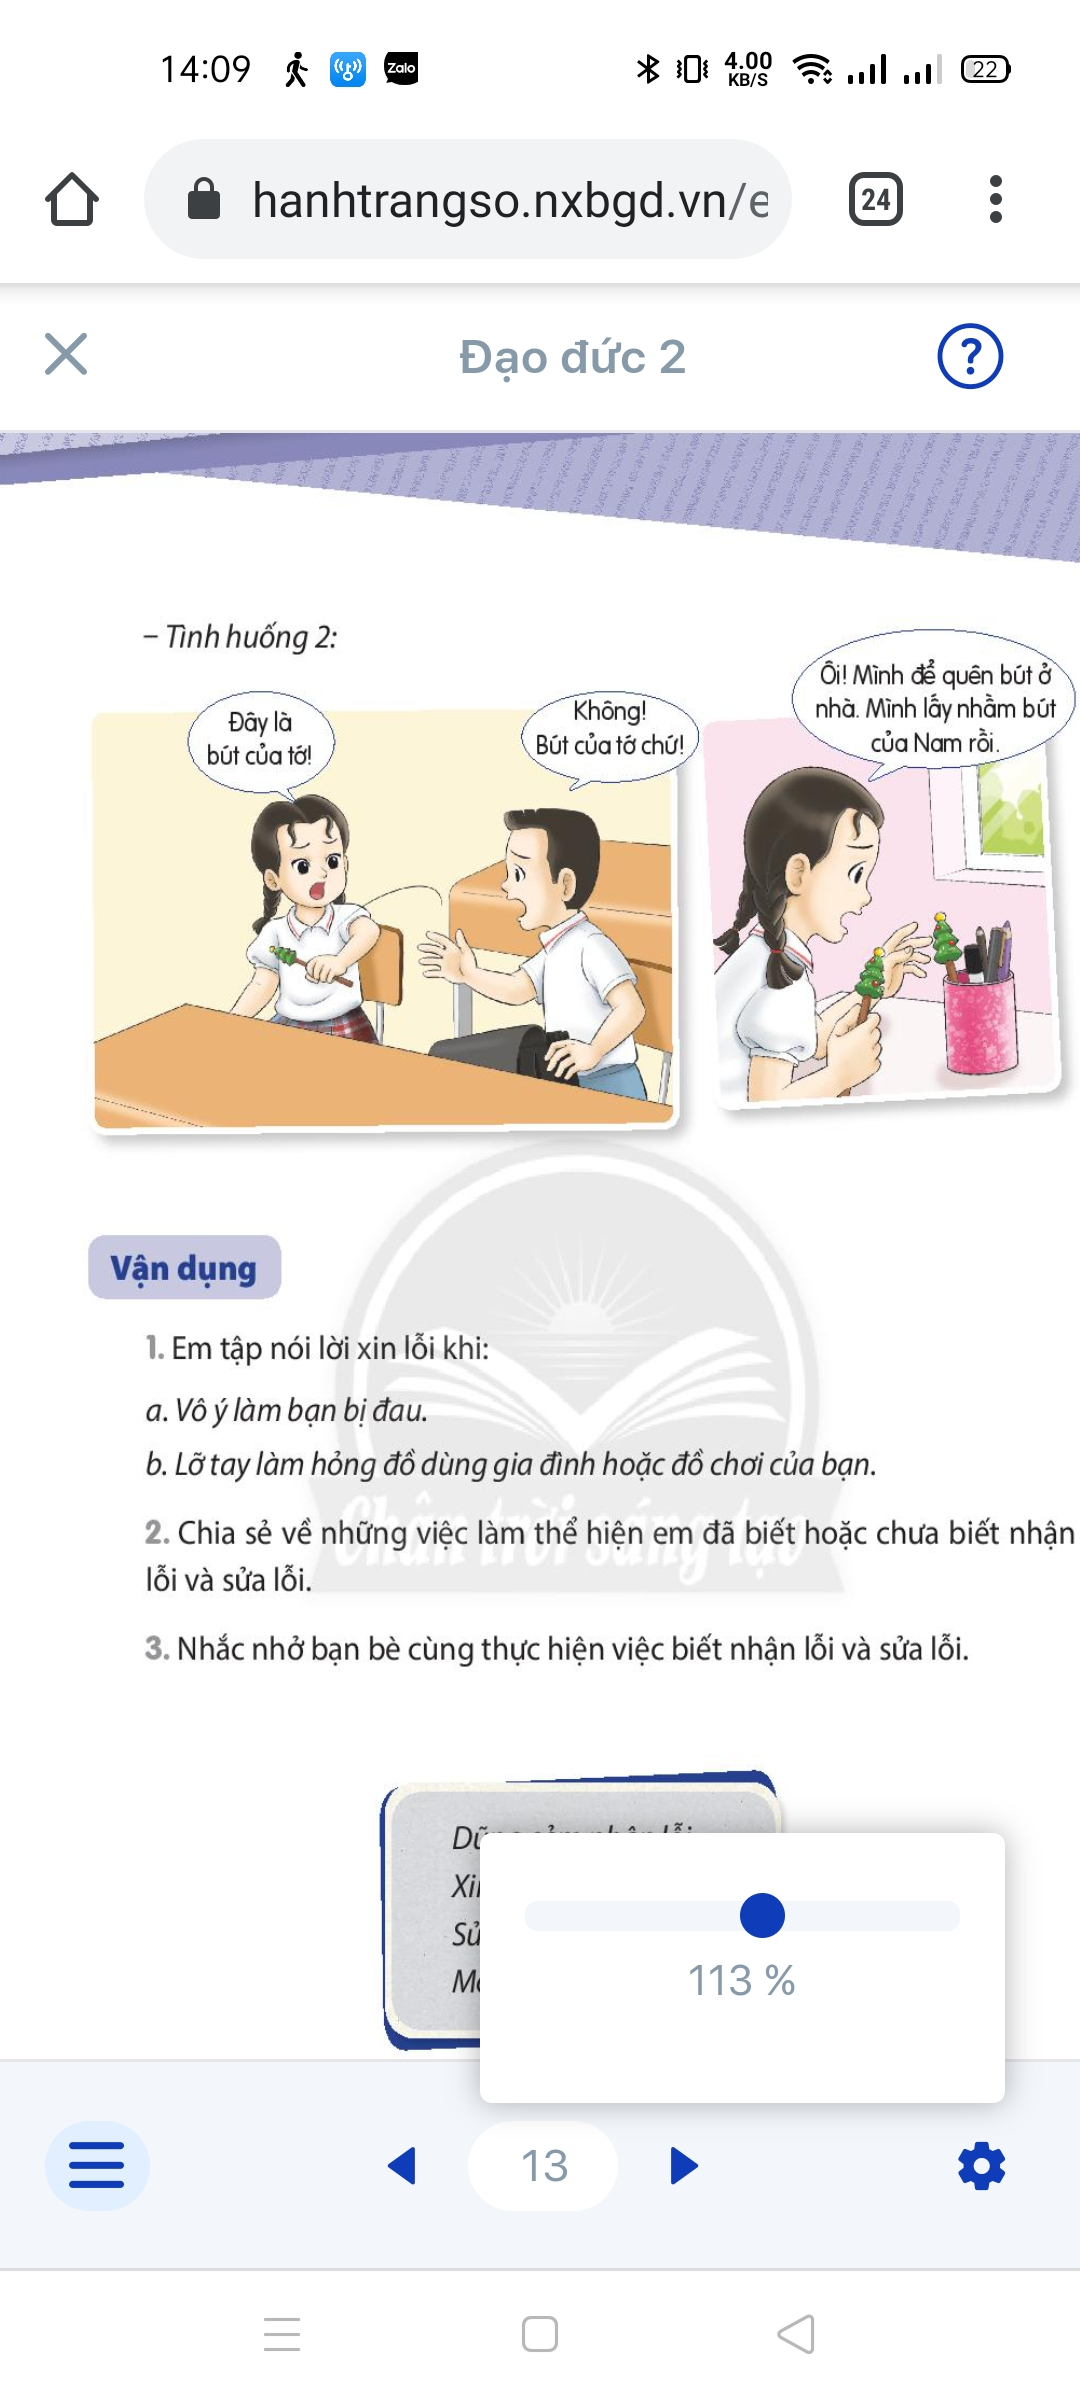 14:09
Zalo
4.00
KB/S
22
hanhtrangso.nxbgd.vn/e
24
Đạo đức 2
?
– Tình huống 2:
Đây là
bút của tớ!
Không!
Bút của tớ chứ!
Ôi! Mình để quên bút ở
nhà. Mình lấy nhầm bút
của Nam rồi.
Vận dụng
1. Em tập nói lời xin lỗi khi:
a. Vô ý làm bạn bị đau.
b. Lỡ tay làm hỏng đồ dùng gia đình hoặc đồ chơi của bạn.
Chân trời sáng tạo
2. Chia sẻ về những việc làm thể hiện em đã biết hoặc chưa biết nhận
lỗi và sửa lỗi.
3. Nhắc nhở bạn bè cùng thực hiện việc biết nhận lỗi và sửa lỗi.
113 %
13